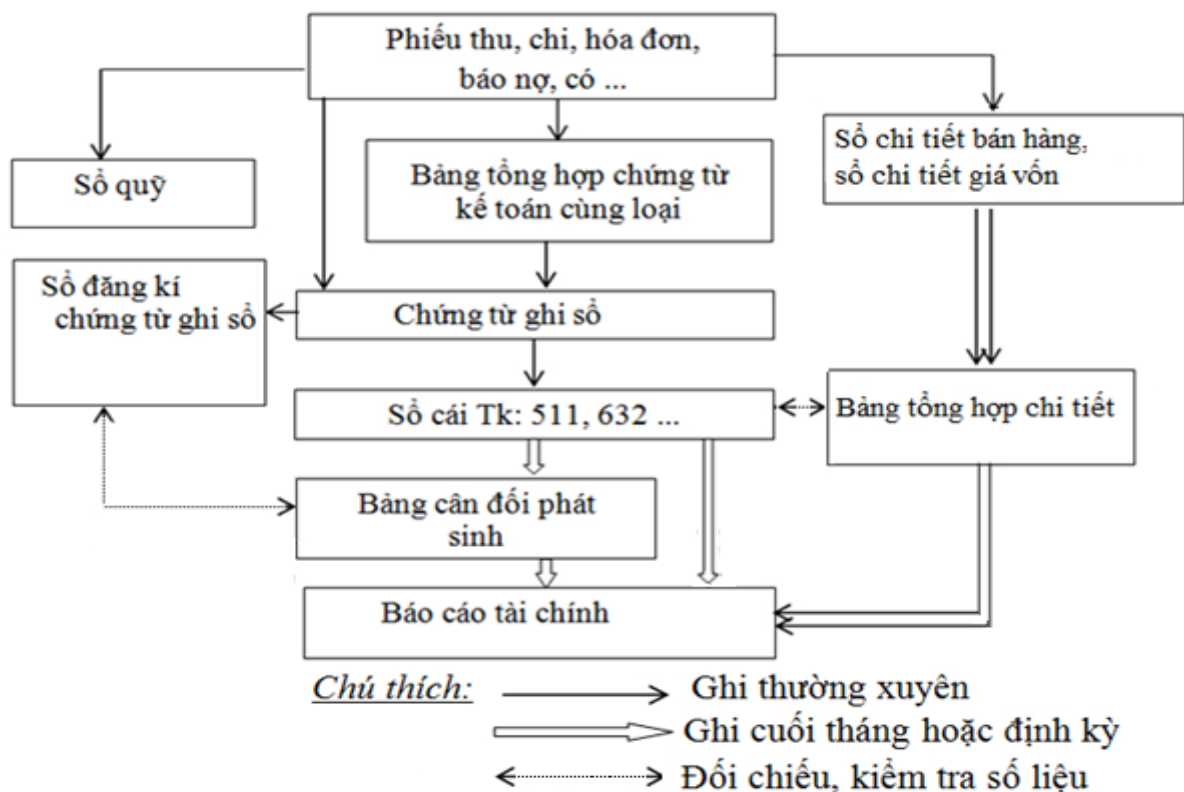 Phiếu thu, chi, hóa đơn,
báo nợ, có ...
Sổ quỹ
Bảng tổng hợp chứng từ
kế toán cùng loại
Sổ chi tiết bán hàng,
sổ chi tiết giá vốn
Sổ đăng kí
chứng từ ghi sổ
Chứng từ ghi sổ
Sổ cái Tk: 511, 632 ...
Bảng tổng hợp chi tiết
Bảng cân đối phát
sinh
Báo cáo tài chính
Chú thích:
Ghi thường xuyên
Ghi cuối tháng hoặc định kỳ
Đối chiếu, kiểm tra số liệu